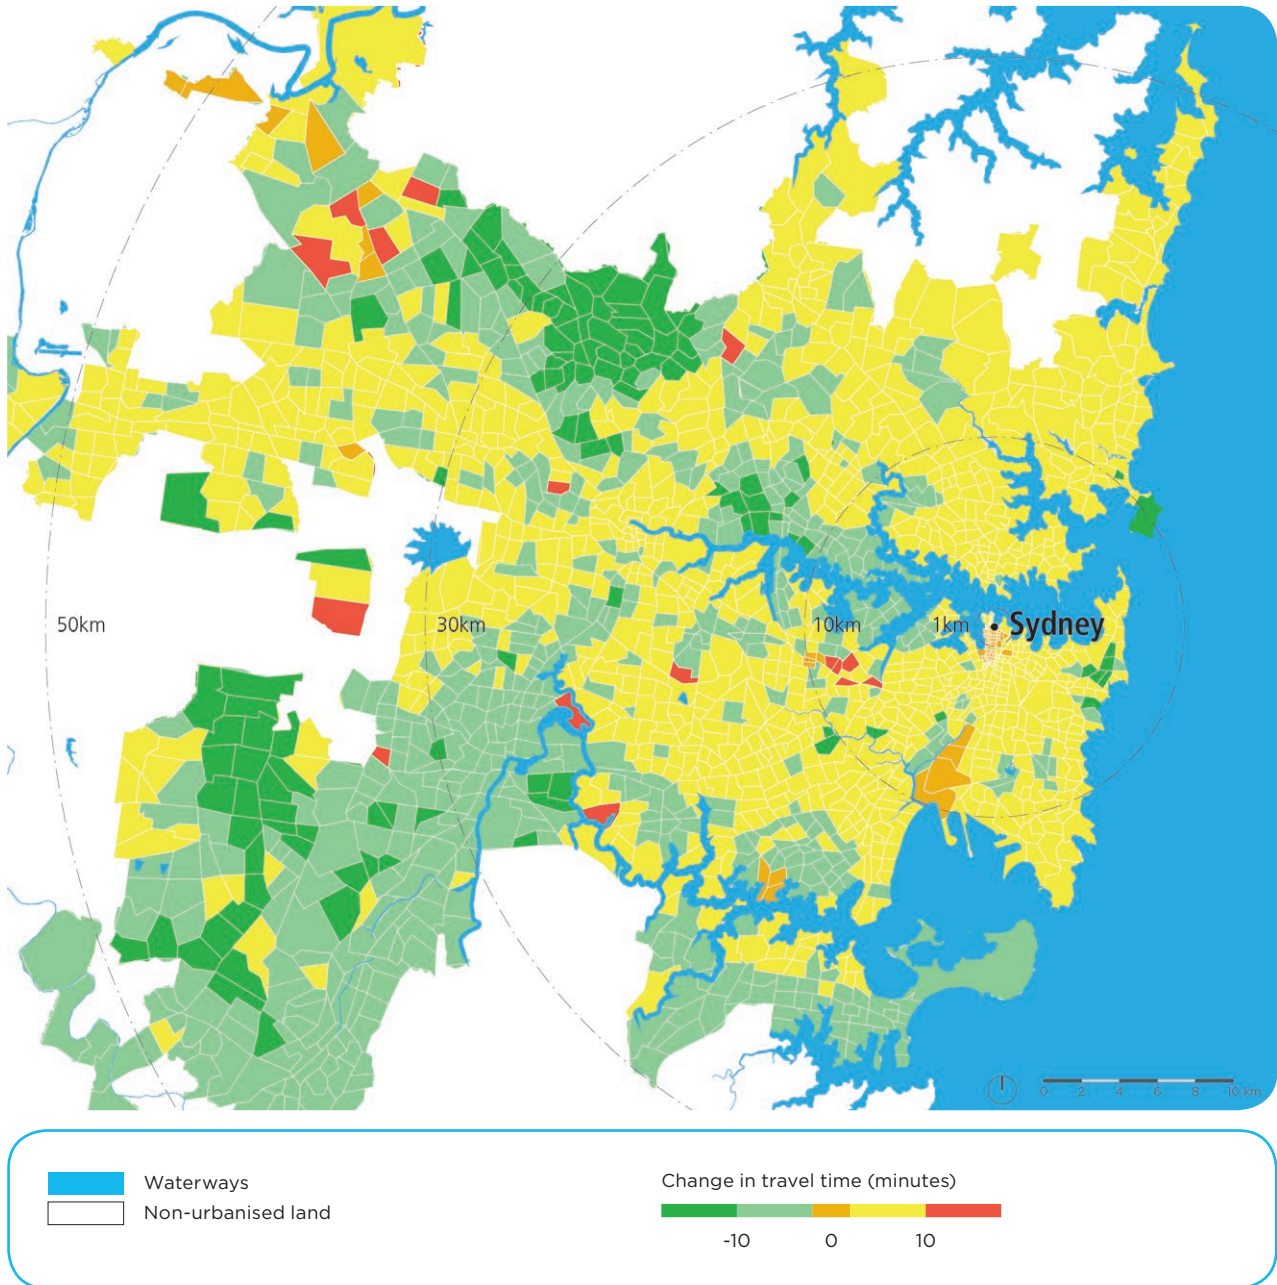 50km
30km
10km
1km
Sydney
0 2 4 6 8 10 km
Waterways
Non-urbanised land
Change in travel time (minutes)
-10 0 10